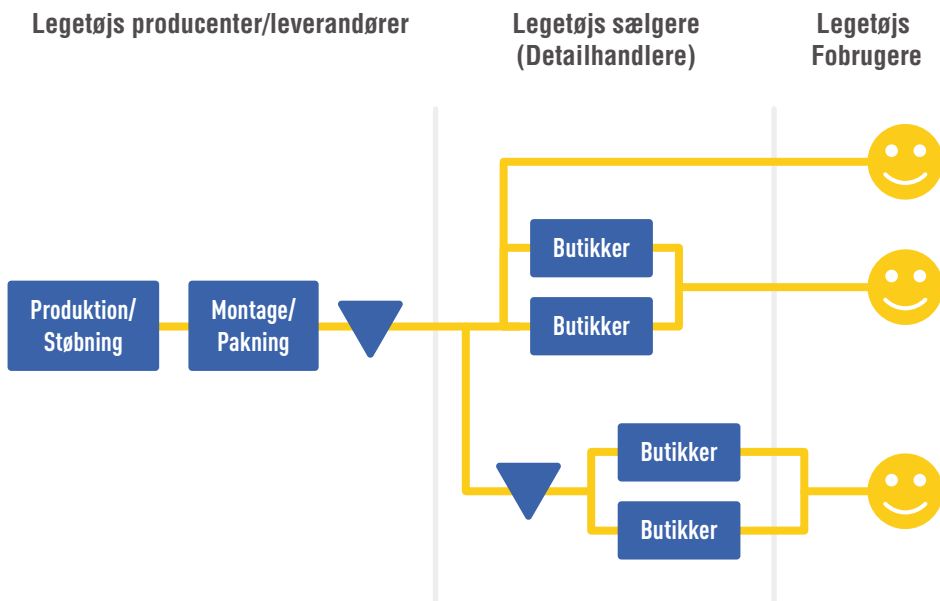 Legetøjs producenter/leverandører
Legetøjs sælgere
(Detailhandlere)
Legetøjs
Fobrugere
Produktion/
Støbning
Montage/
Pakning
Butikker
Butikker
Butikker
Butikker